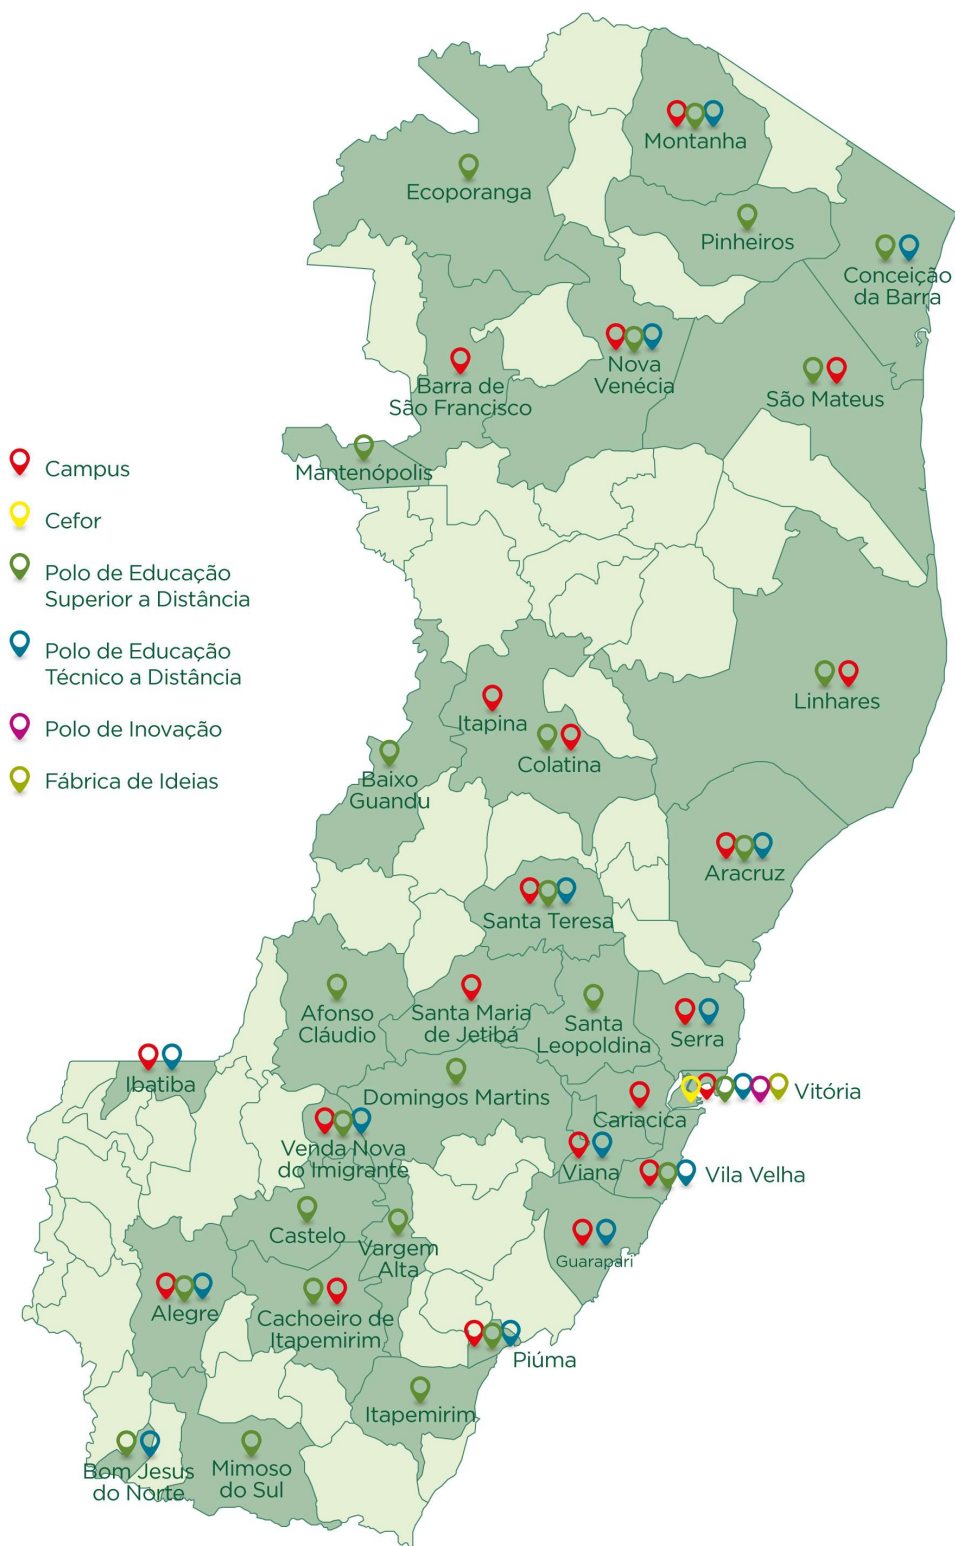 Montanha
Ecoporanga
Pinheiros
Conceição
da Barra
Nova
Venécia
Barra de
São Francisco
São Mateus
Mantenópolis
Campus
Cefor
Polo de Educação
Superior a Distância
Polo de Educação
Técnico a Distância
Polo de Inovação
Fábrica de Ideias
Linhares
Itapina
Colatina
Baixo
Guandu
Aracruz
Santa Teresa
Afonso
Cláudio
Santa Maria
de Jetibá
Santa
Leopoldina
Serra
Ibatiba
Domingos Martins
Cariacica
Vitória
Venda Nova
do Imigrante
Viana
Vila Velha
Castelo
Vargem
Alta
Guarapari
Alegre
Cachoeiro de
Itapemirim
Piúma
Itapemirim
Bom Jesus
do Norte
Mimoso
do Sul